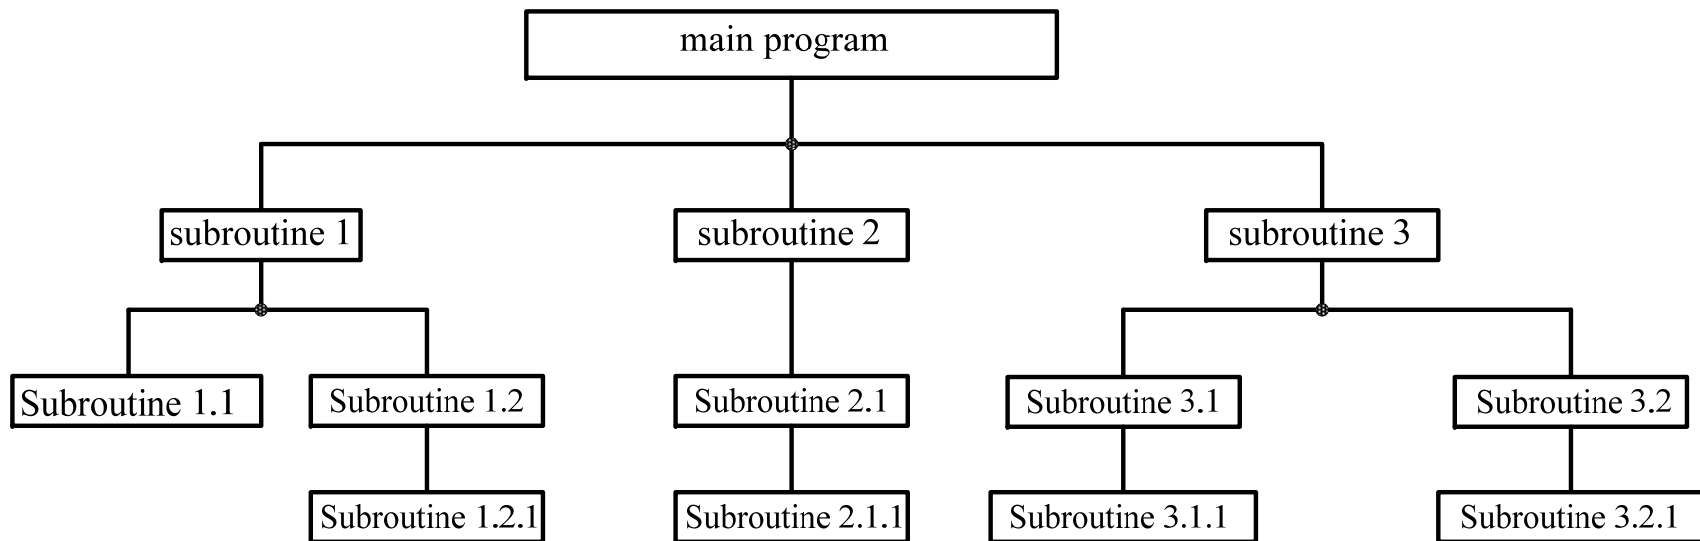 main program
subroutine 1
subroutine 2
subroutine 3
Subroutine 1.1
Subroutine 1.2
Subroutine 2.1
Subroutine 3.1
Subroutine 3.2
Subroutine 1.2.1
Subroutine 2.1.1
Subroutine 3.1.1
Subroutine 3.2.1